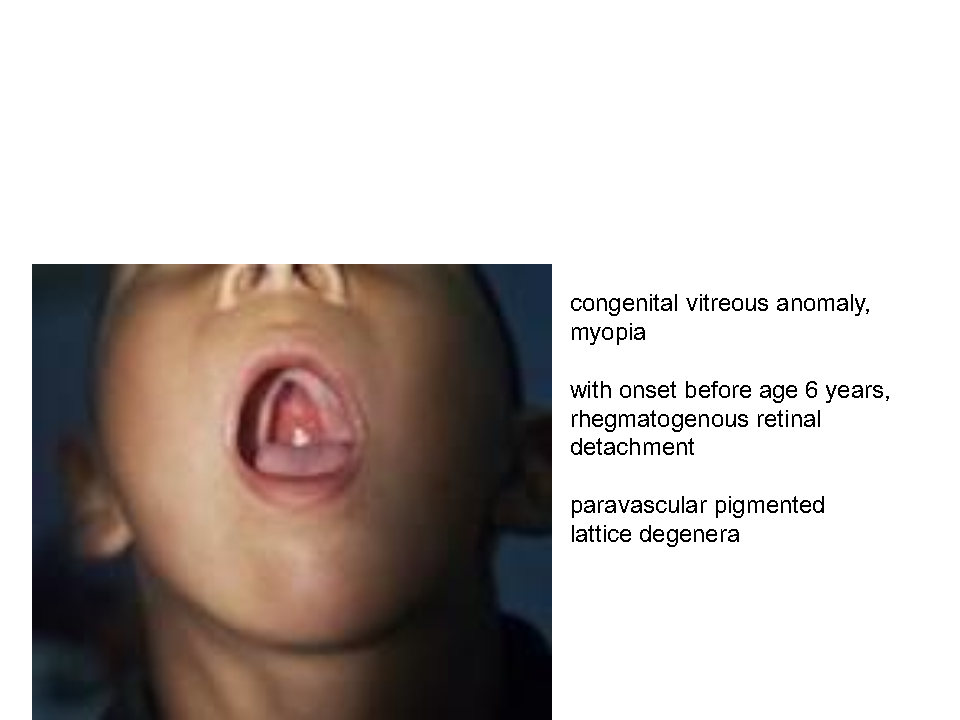 congenital vitreous anomaly,
myopia
with onset before age 6 years,
rhegmatogenous retinal
detachment
paravascular pigmented
lattice degenera